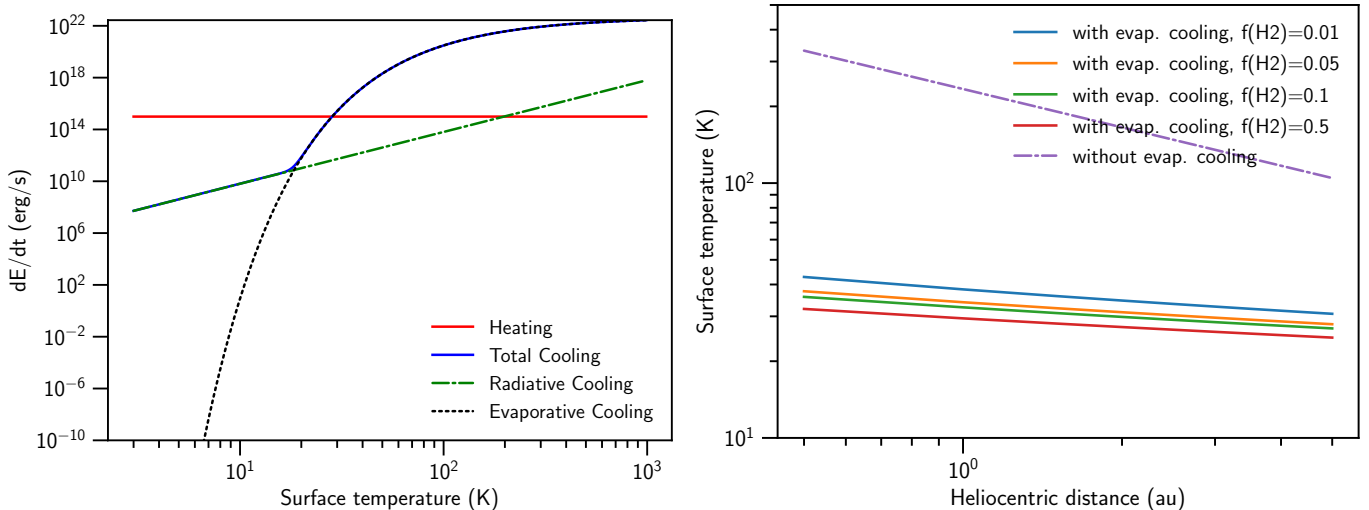 10^22
10^18
10^14
10^10
10^6
10^2
10^−2
10^−6
10^−10
dE/dt (erg/s)
Heating
Total Cooling
Radiative Cooling
Evaporative Cooling
10^1
10^2
10^3
Surface temperature (K)
with evap. cooling, f(H2)=0.01
with evap. cooling, f(H2)=0.05
with evap. cooling, f(H2)=0.1
with evap. cooling, f(H2)=0.5
without evap. cooling
Surface temperature (K)
10^2
10^1
10^0
Heliocentric distance (au)